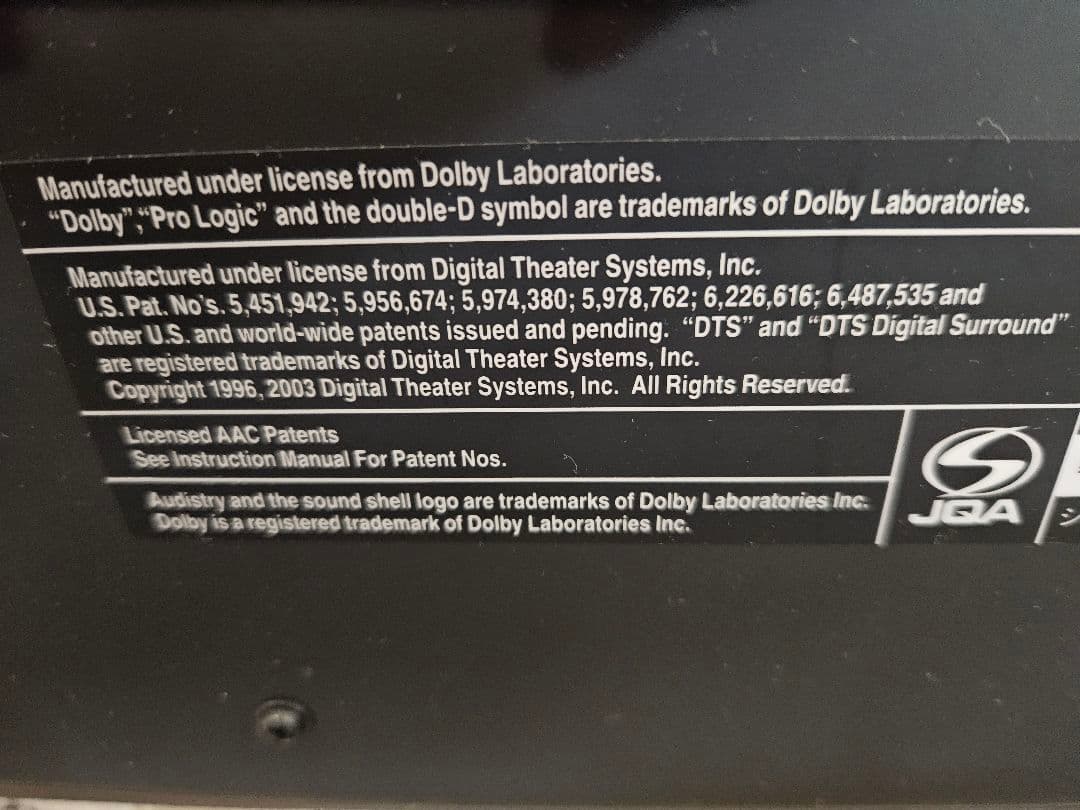 Manufactured under license from Dolby Laboratories.
“Dolby”, “Pro Logic” and the double-D symbol are trademarks of Dolby Laboratories.
Manufactured under license from Digital Theater Systems, Inc.
U.S. Pat. No's. 5,451,942; 5,956,674; 5,974,380; 5,978,762; 6,226,616; 6,487,535 and
other U.S. and world-wide patents issued and pending. “DTS” and “DTS Digital Surround”
are registered trademarks of Digital Theater Systems, Inc.
Copyright 1996, 2003 Digital Theater Systems, Inc. All Rights Reserved.
Licensed AAC Patents
See Instruction Manual For Patent Nos.
Audistry and the sound shell logo are trademarks of Dolby Laboratories Inc.
Dolby is a registered trademark of Dolby Laboratories Inc.
JQA